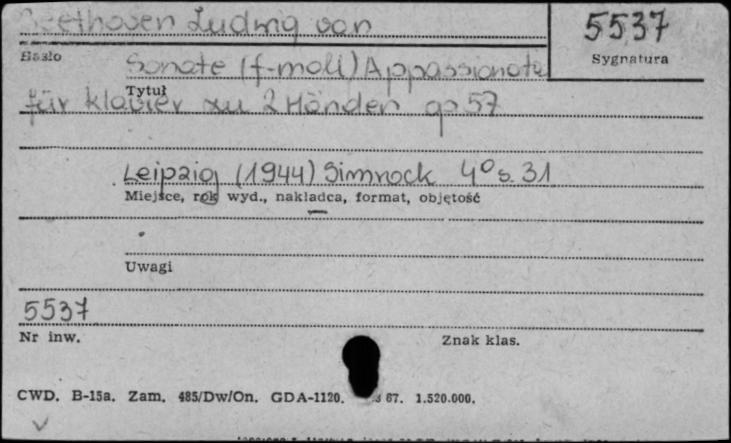 Beethoven Ludwig van
5537
Hasło
Sygnatura
Sonate (f-moll) Appassionata
Tytuł
für klavier zu 2 Händen op 57
Leipzig (1944) Simrock 4° s. 31
Miejsce, rok wyd., nakładca, format, objętość
Uwagi
5537
Nr inw.
Znak klas.
CWD. B-15a. Zam. 485/Dw/On. GDA-1120. 67. 1.520.000.